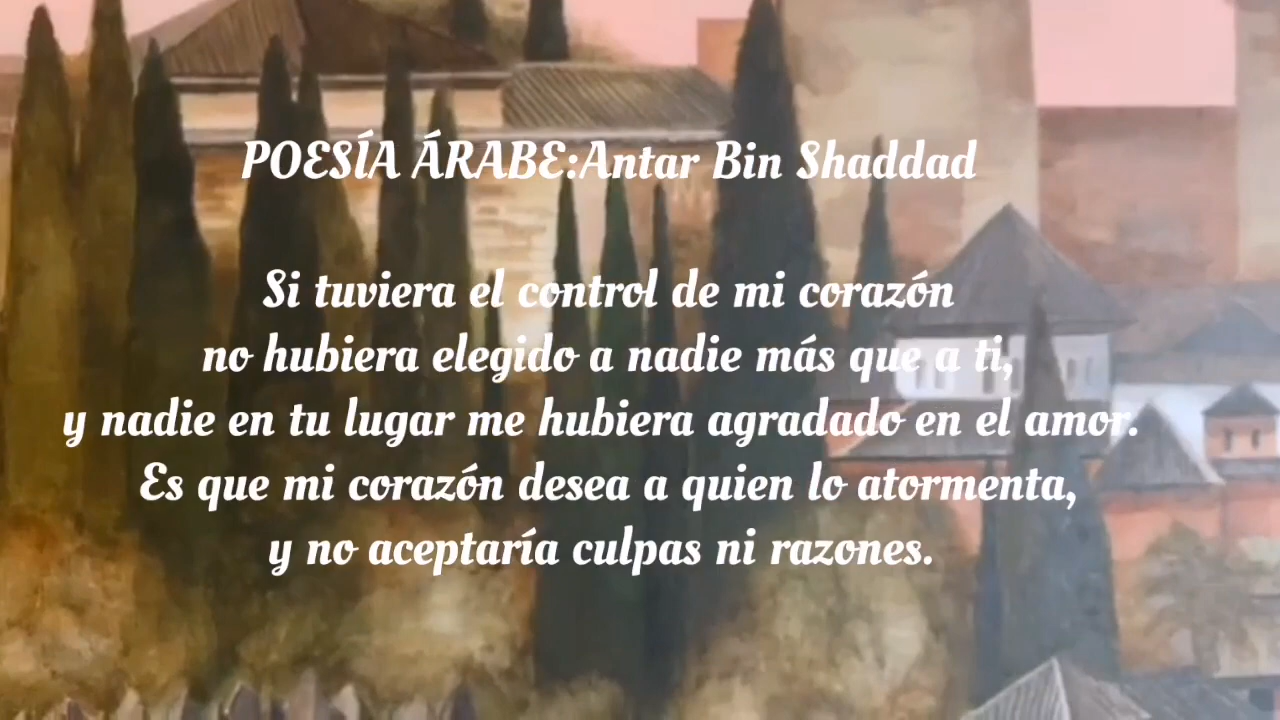 POESÍA ÁRABE:Antar Bin Shaddad
Si tuviera el control de mi corazón
no hubiera elegido a nadie más que a ti,
y nadie en tu lugar me hubiera agradado en el amor.
Es que mi corazón desea a quien lo atormenta,
y no aceptaría culpas ni razones.